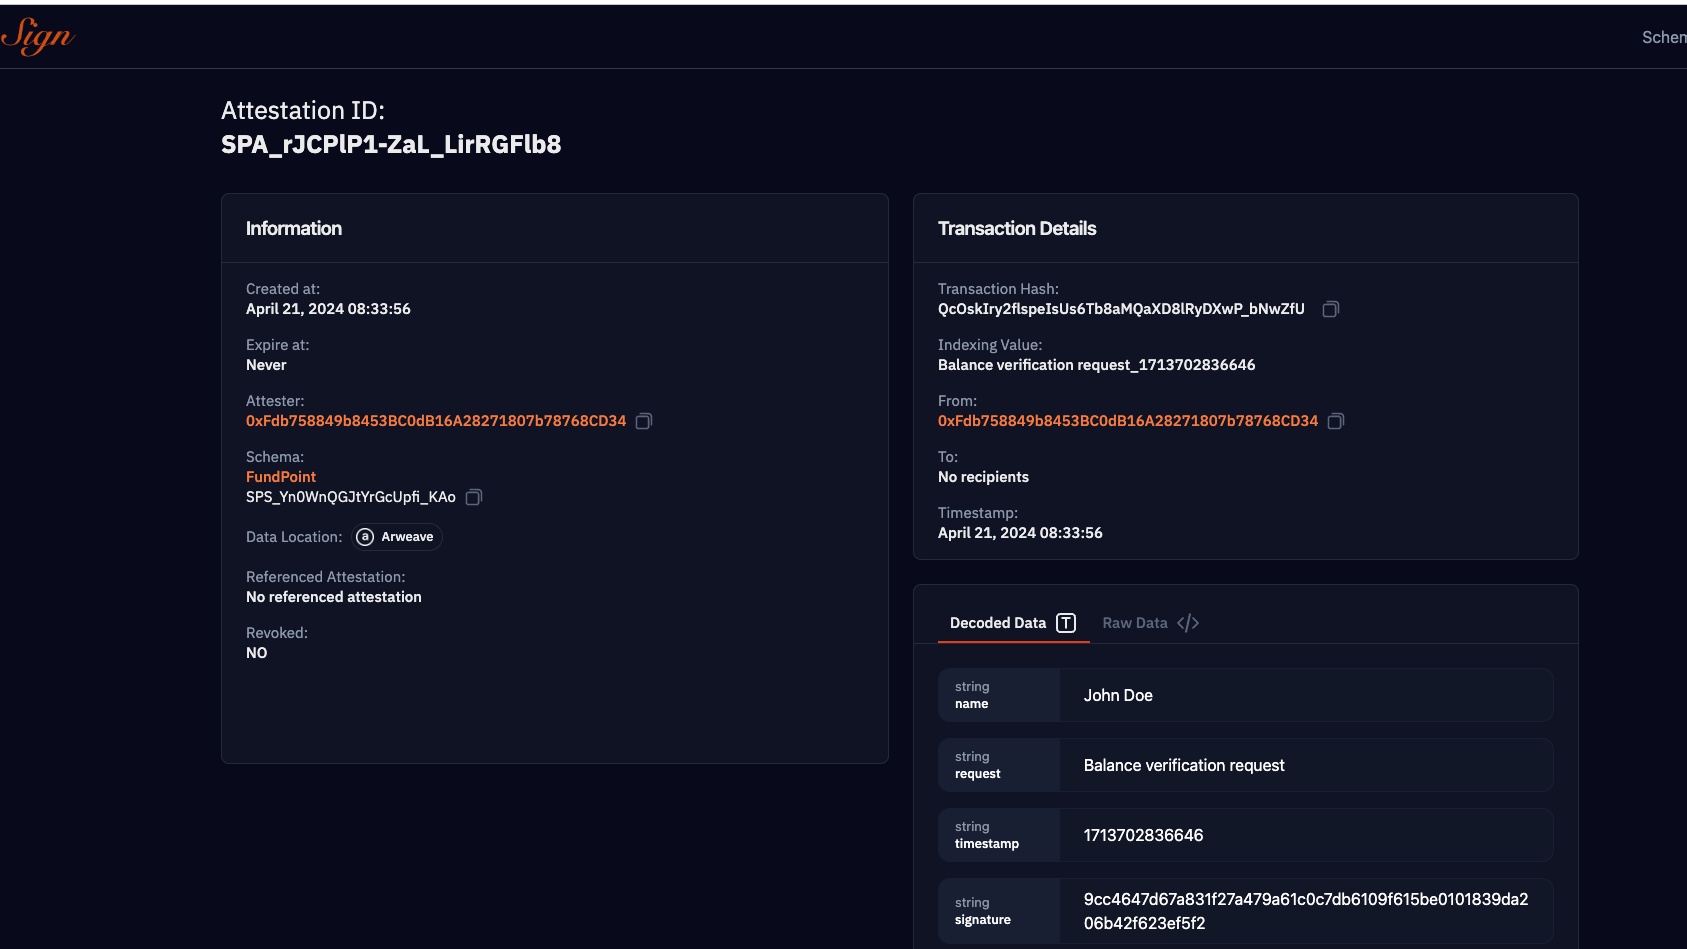 Sign
Schem
Attestation ID:
SPA_rJCPlP1-ZaL_LirRGFlb8
Information
Created at:
April 21, 2024 08:33:56
Expire at:
Never
Attester:
0xFdb758849b8453BC0dB16A28271807b78768CD34
Schema:
FundPoint
SPS_Yn0WnQGJtYrGcUpfi_KAo
Data Location: a Arweave
Referenced Attestation:
No referenced attestation
Revoked:
NO
Transaction Details
Transaction Hash:
QcOskIry2flspeIsUs6Tb8aMQaXD8lRyDXwP_bNwZfU
Indexing Value:
Balance verification request_1713702836646
From:
0xFdb758849b8453BC0dB16A28271807b78768CD34
To:
No recipients
Timestamp:
April 21, 2024 08:33:56
Decoded Data T Raw Data </>
string
name
John Doe
string
request
Balance verification request
string
timestamp
1713702836646
string
signature
9cc4647d67a831f27a479a61c0c7db6109f615be0101839da2
06b42f623ef5f2